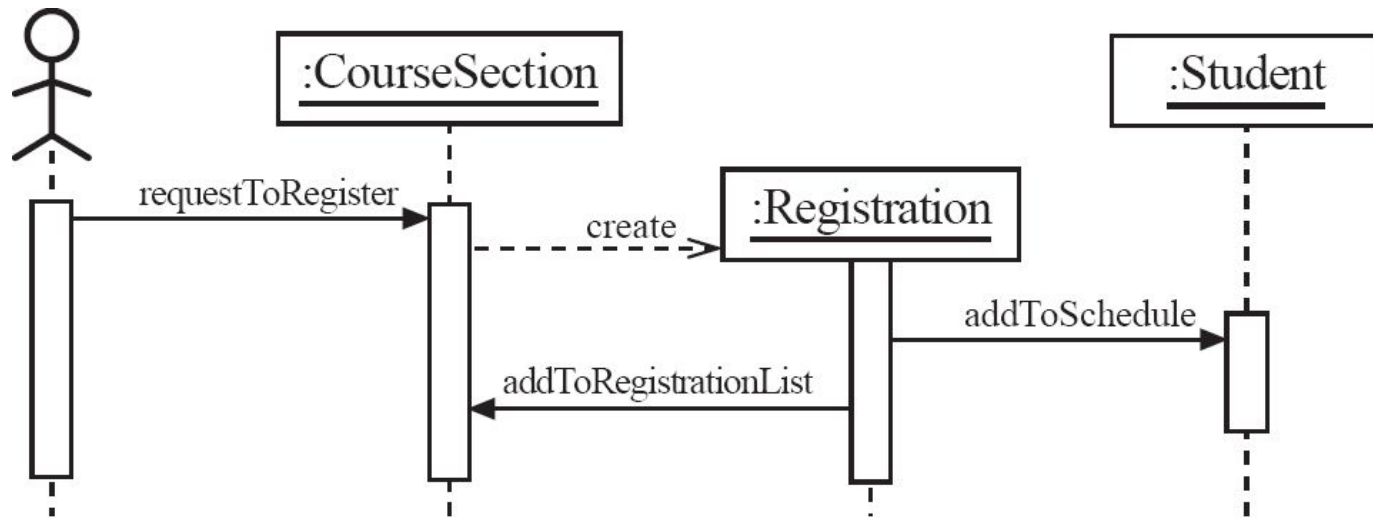 :CourseSection
:Student
requestToRegister
create
:Registration
addToSchedule
addToRegistrationList